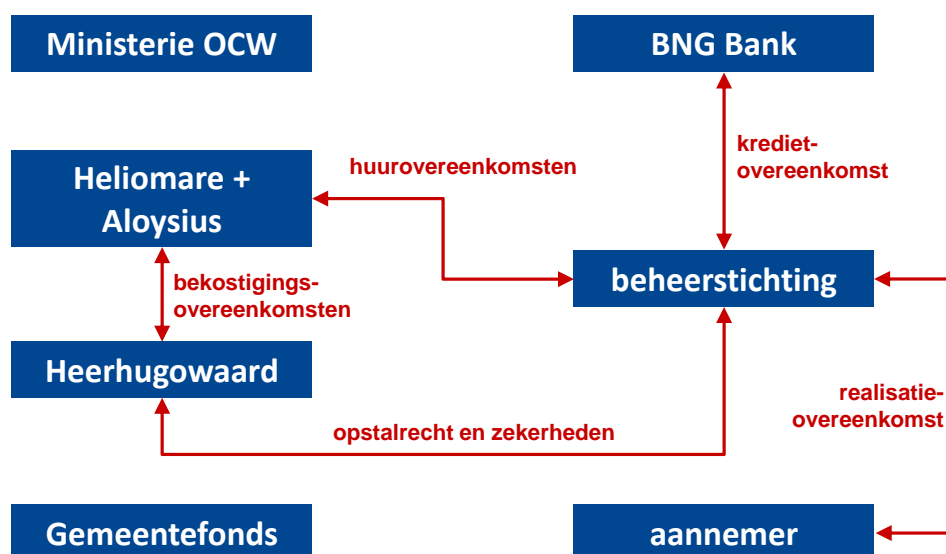 Ministerie OCW
BNG Bank
krediet-
overeenkomst
huurovereenkomsten
Heliomare +
Aloysius
beheerstichting
bekostigings-
overeenkomsten
Heerhugowaard
realisatie-
overeenkomst
opstalrecht en zekerheden
Gemeentefonds
aannemer